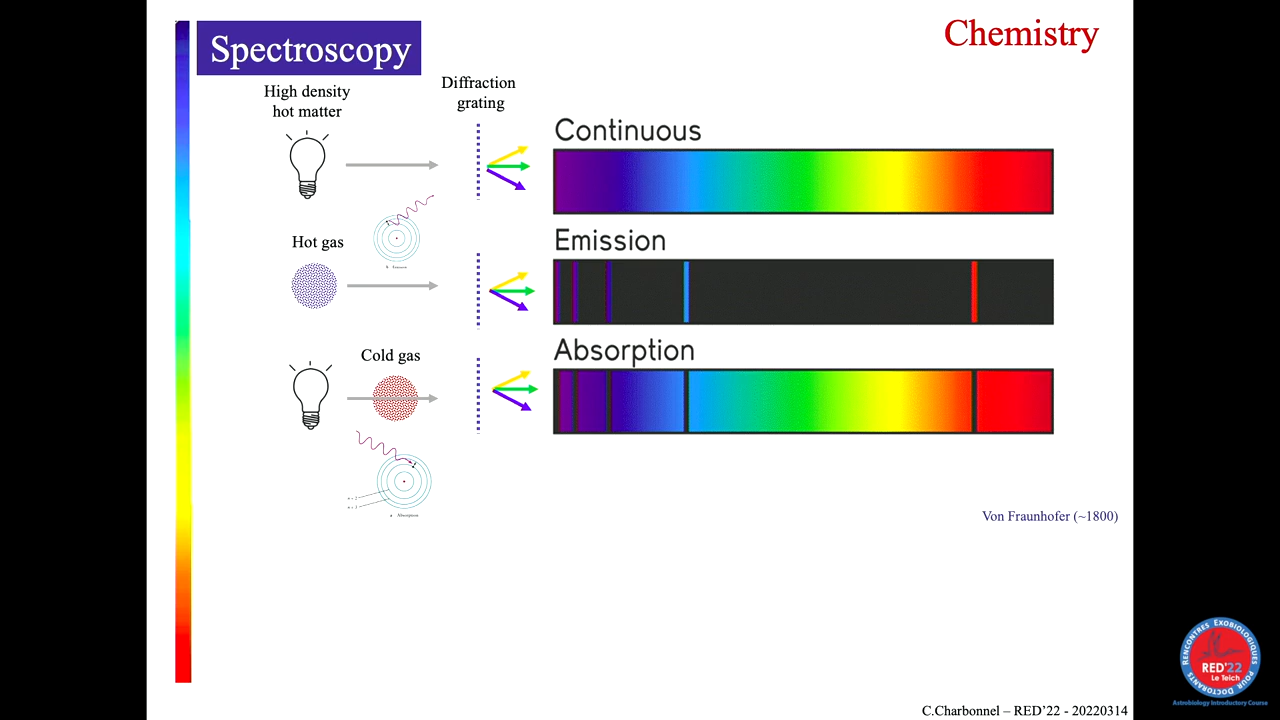 Spectroscopy
Chemistry
High density
hot matter
Diffraction
grating
Continuous
Hot gas
Emission
Cold gas
Absorption
Absorption
Von Fraunhofer (~1800)
RENCONTRES EXOBIOLOGIQUES
POUR DOCTORANTS
RED'22
Le Teich
Astrobiology Introductory Course
C.Charbonnel – RED'22 - 20220314